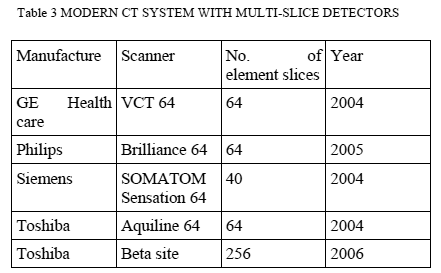 Table 3 MODERN CT SYSTEM WITH MULTI-SLICE DETECTORS
Manufacture Scanner No. of Year
element slices
GE Health VCT 64 64 2004
care
Philips Brilliance 64 64 2005
Siemens SOMATOM 40 2004
Sensation 64
Toshiba Aquiline 64 64 2004
Toshiba Beta site 256 2006